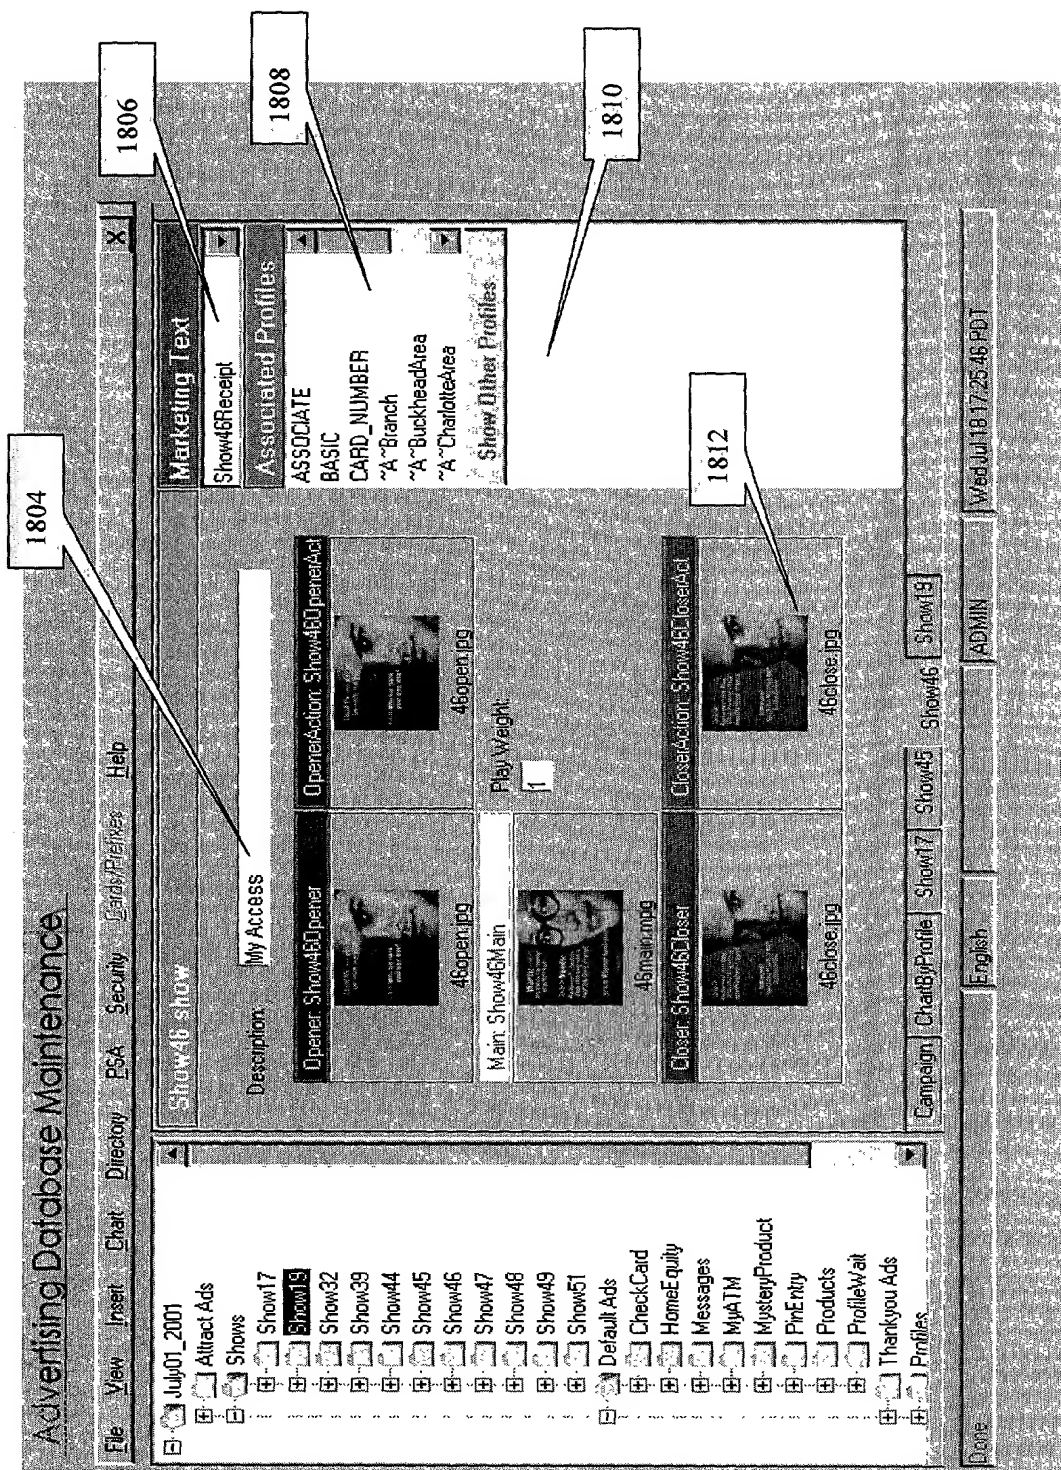 Advertising Database Maintenance
File View Insert Chart Directory PSA Security Cards/Prefixes Help X
July01_2001
Attract Ads
Shows
Show17
Show19
Show32
Show39
Show44
Show45
Show46
Show47
Show48
Show49
Show51
Default Ads
CheckCard
HomeEquity
Messages
MyATM
MysteryProduct
PinEntry
Products
ProfileWait
Thankyou Ads
Profiles
Show46 show
Description:
My Access
Opener: Show46Opener
46open.jpg
OpenerAction: Show46OpenerAct
46open.jpg
Main: Show46Main
46main.mpg
Play Weight:
1
Closer: Show46Closer
46close.jpg
CloserAction: Show46CloserAct
46close.jpg
Marketing Text
Show46Receipt
Associated Profiles
ASSOCIATE
BASIC
CARD_NUMBER
~A~Branch
~A~BuckheadArea
~A~CharlotteArea
Show Other Profiles
Campaign ChartByProfile Show17 Show45 Show46 Show19
Done English ADMIN Wed Jul 18 17:25:46 PDT
1804
1806
1808
1810
1812